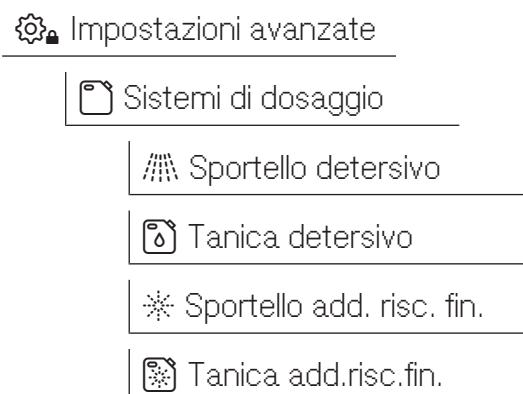 Impostazioni avanzate
Sistemi di dosaggio
Sportello detersivo
Tanica detersivo
Sportello add. risc. fin.
Tanica add.risc.fin.